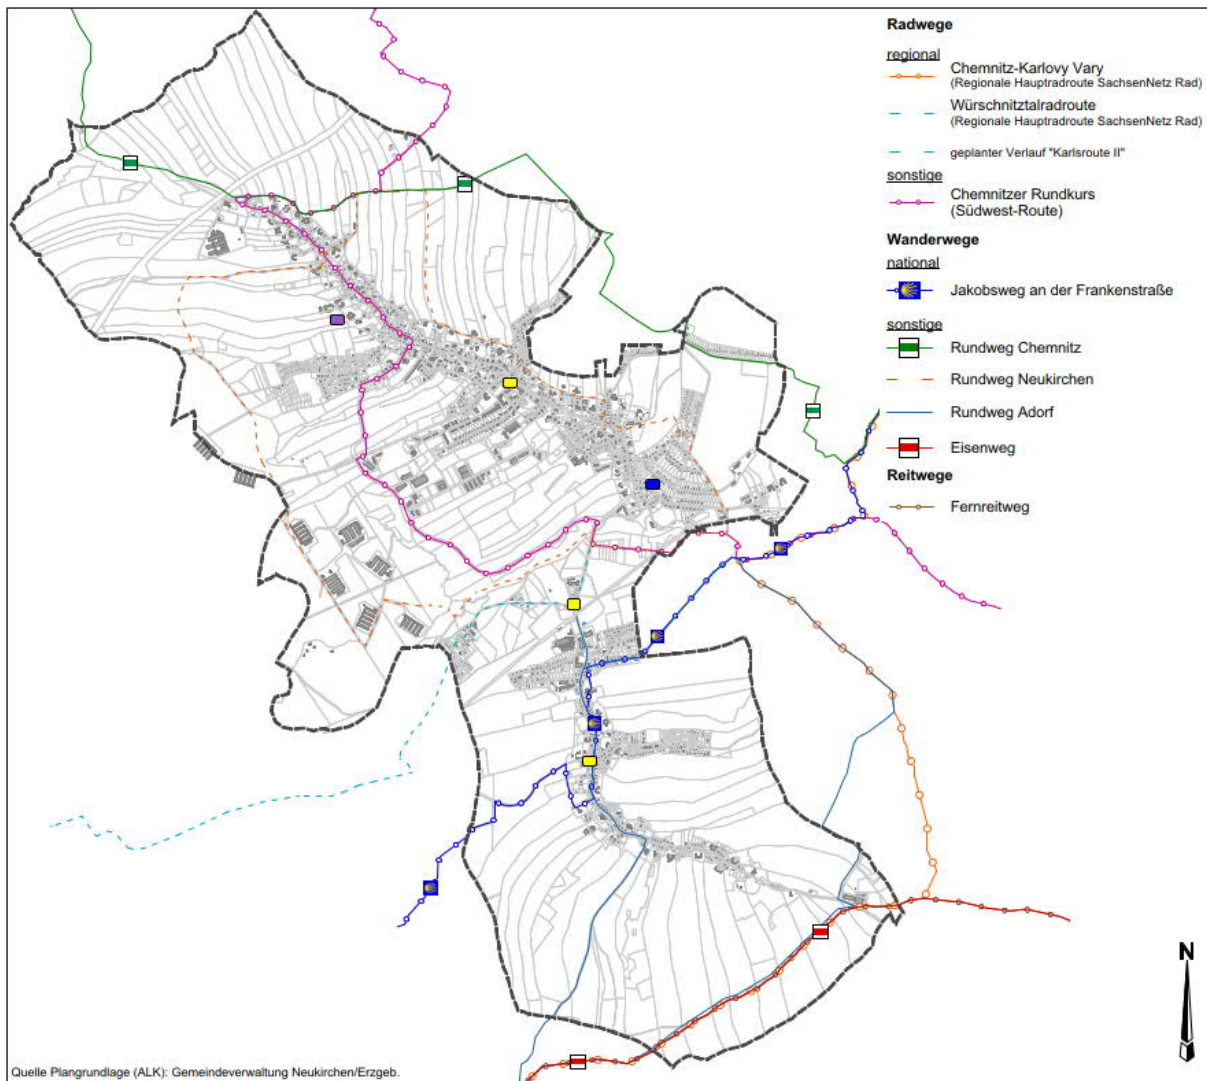 Radwege
regional
Chemnitz-Karlovy Vary
(Regionale Hauptradroute SachsenNetz Rad)
Würschnitztalradroute
(Regionale Hauptradroute SachsenNetz Rad)
geplanter Verlauf "Karlsroute II"
sonstige
Chemnitzer Rundkurs
(Südwest-Route)
Wanderwege
national
Jakobsweg an der Frankenstraße
sonstige
Rundweg Chemnitz
Rundweg Neukirchen
Rundweg Adorf
Eisenweg
Reitwege
Fernreitweg
N
Quelle Plangrundlage (ALK): Gemeindeverwaltung Neukirchen/Erzgeb.